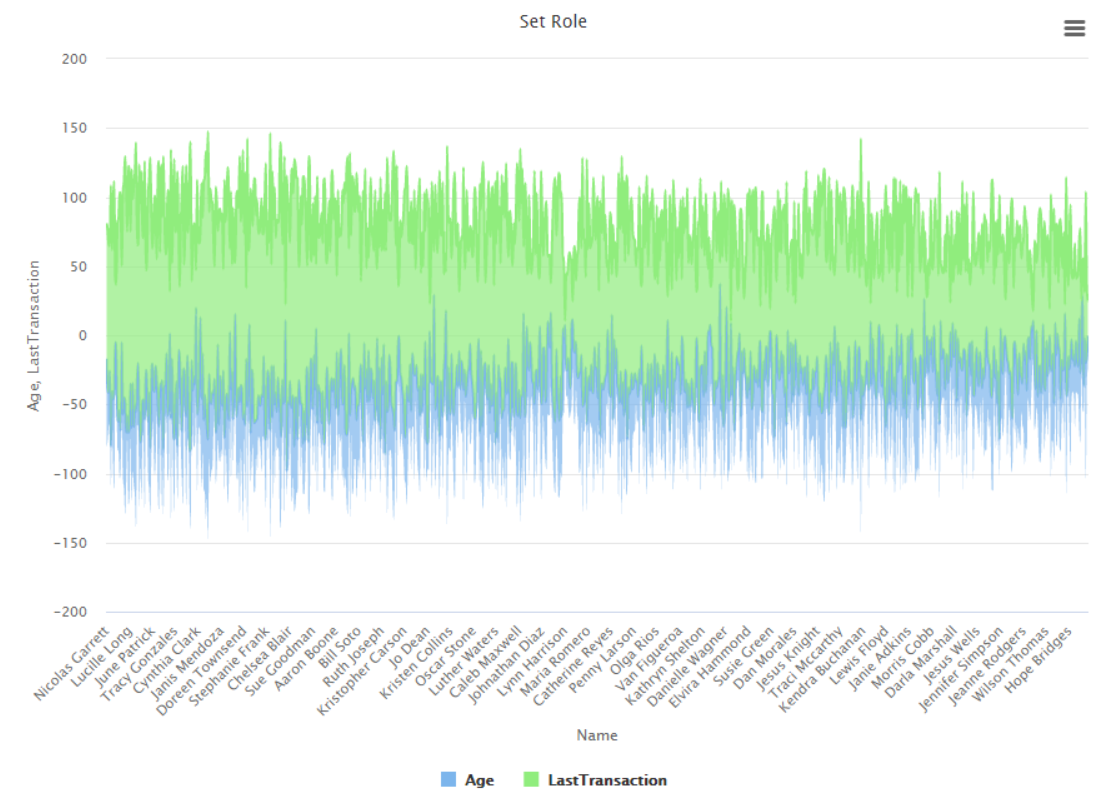 Set Role
200
150
100
50
0
−50
−100
−150
−200
Age, LastTransaction
Nicolas Garrett
Lucille Long
June Patrick
Tracy Gonzales
Cynthia Clark
Janis Mendoza
Doreen Townsend
Stephanie Frank
Chelsea Blair
Sue Goodman
Aaron Boone
Bill Soto
Ruth Joseph
Kristopher Carson
Jo Dean
Kristen Collins
Oscar Stone
Luther Waters
Caleb Maxwell
Johnathan Diaz
Lynn Harrison
Maria Romero
Catherine Reyes
Penny Larson
Olga Rios
Van Figueroa
Kathryn Shelton
Danielle Wagner
Elvira Hammond
Susie Green
Dan Morales
Jesus Knight
Traci Mccarthy
Kendra Buchanan
Lewis Floyd
Janie Adkins
Morris Cobb
Darla Marshall
Jesus Wells
Jennifer Simpson
Jeanne Rodgers
Wilson Thomas
Hope Bridges
Name
Age
LastTransaction